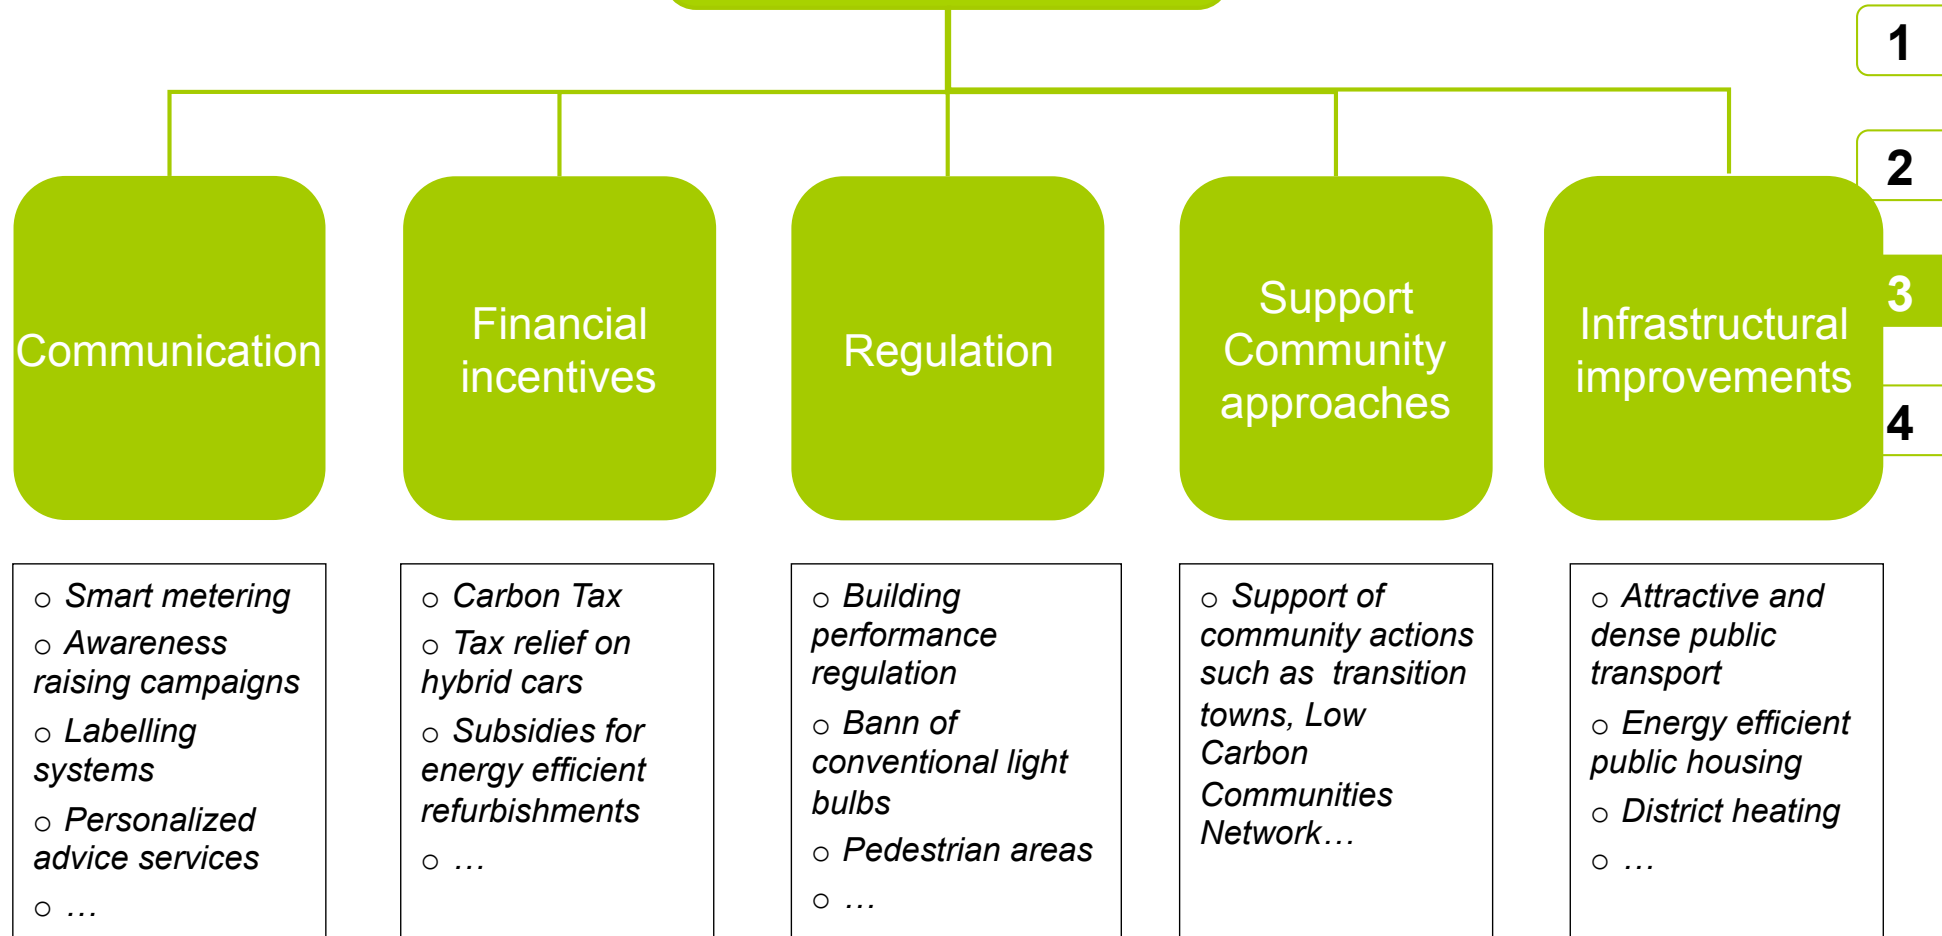 1
2
3
4
Communication
Financial
incentives
Regulation
Support
Community
approaches
Infrastructural
improvements
o Smart metering
o Awareness
raising campaigns
o Labelling
systems
o Personalized
advice services
o …
o Carbon Tax
o Tax relief on
hybrid cars
o Subsidies for
energy efficient
refurbishments
o …
o Building
performance
regulation
o Bann of
conventional light
bulbs
o Pedestrian areas
o …
o Support of
community actions
such as transition
towns, Low
Carbon
Communities
Network…
o Attractive and
dense public
transport
o Energy efficient
public housing
o District heating
o …